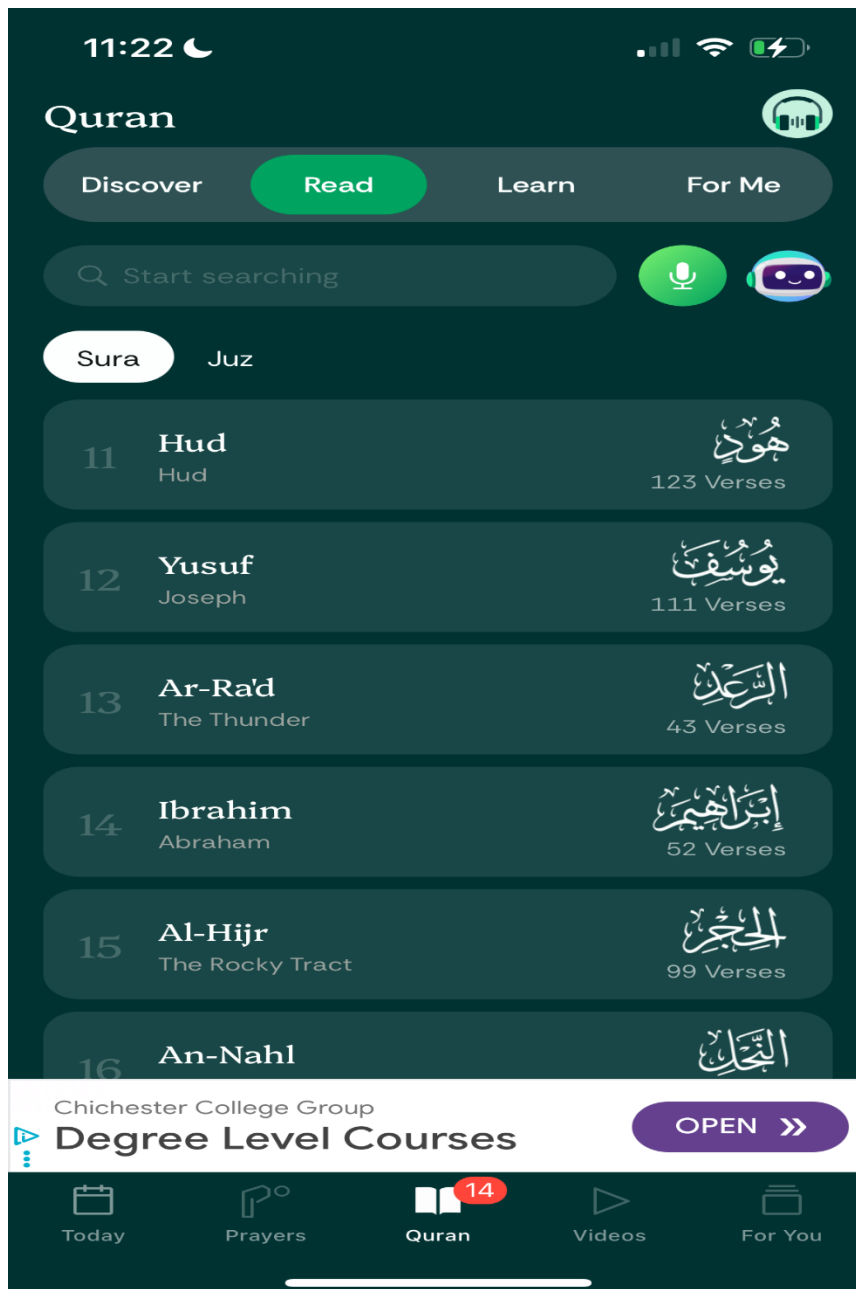 11:22
Quran
Discover Read Learn For Me
Start searching
Sura Juz
11 Hud هُودٍ
Hud 123 Verses
12 Yusuf يُوسُفَ
Joseph 111 Verses
13 Ar-Ra'd الرَّعْدِ
The Thunder 43 Verses
14 Ibrahim إِبْرَاهِيمَ
Abraham 52 Verses
15 Al-Hijr الحِجْرِ
The Rocky Tract 99 Verses
16 An-Nahl النَّحْلِ
Chichester College Group
Degree Level Courses
OPEN »
14
Today Prayers Quran Videos For You